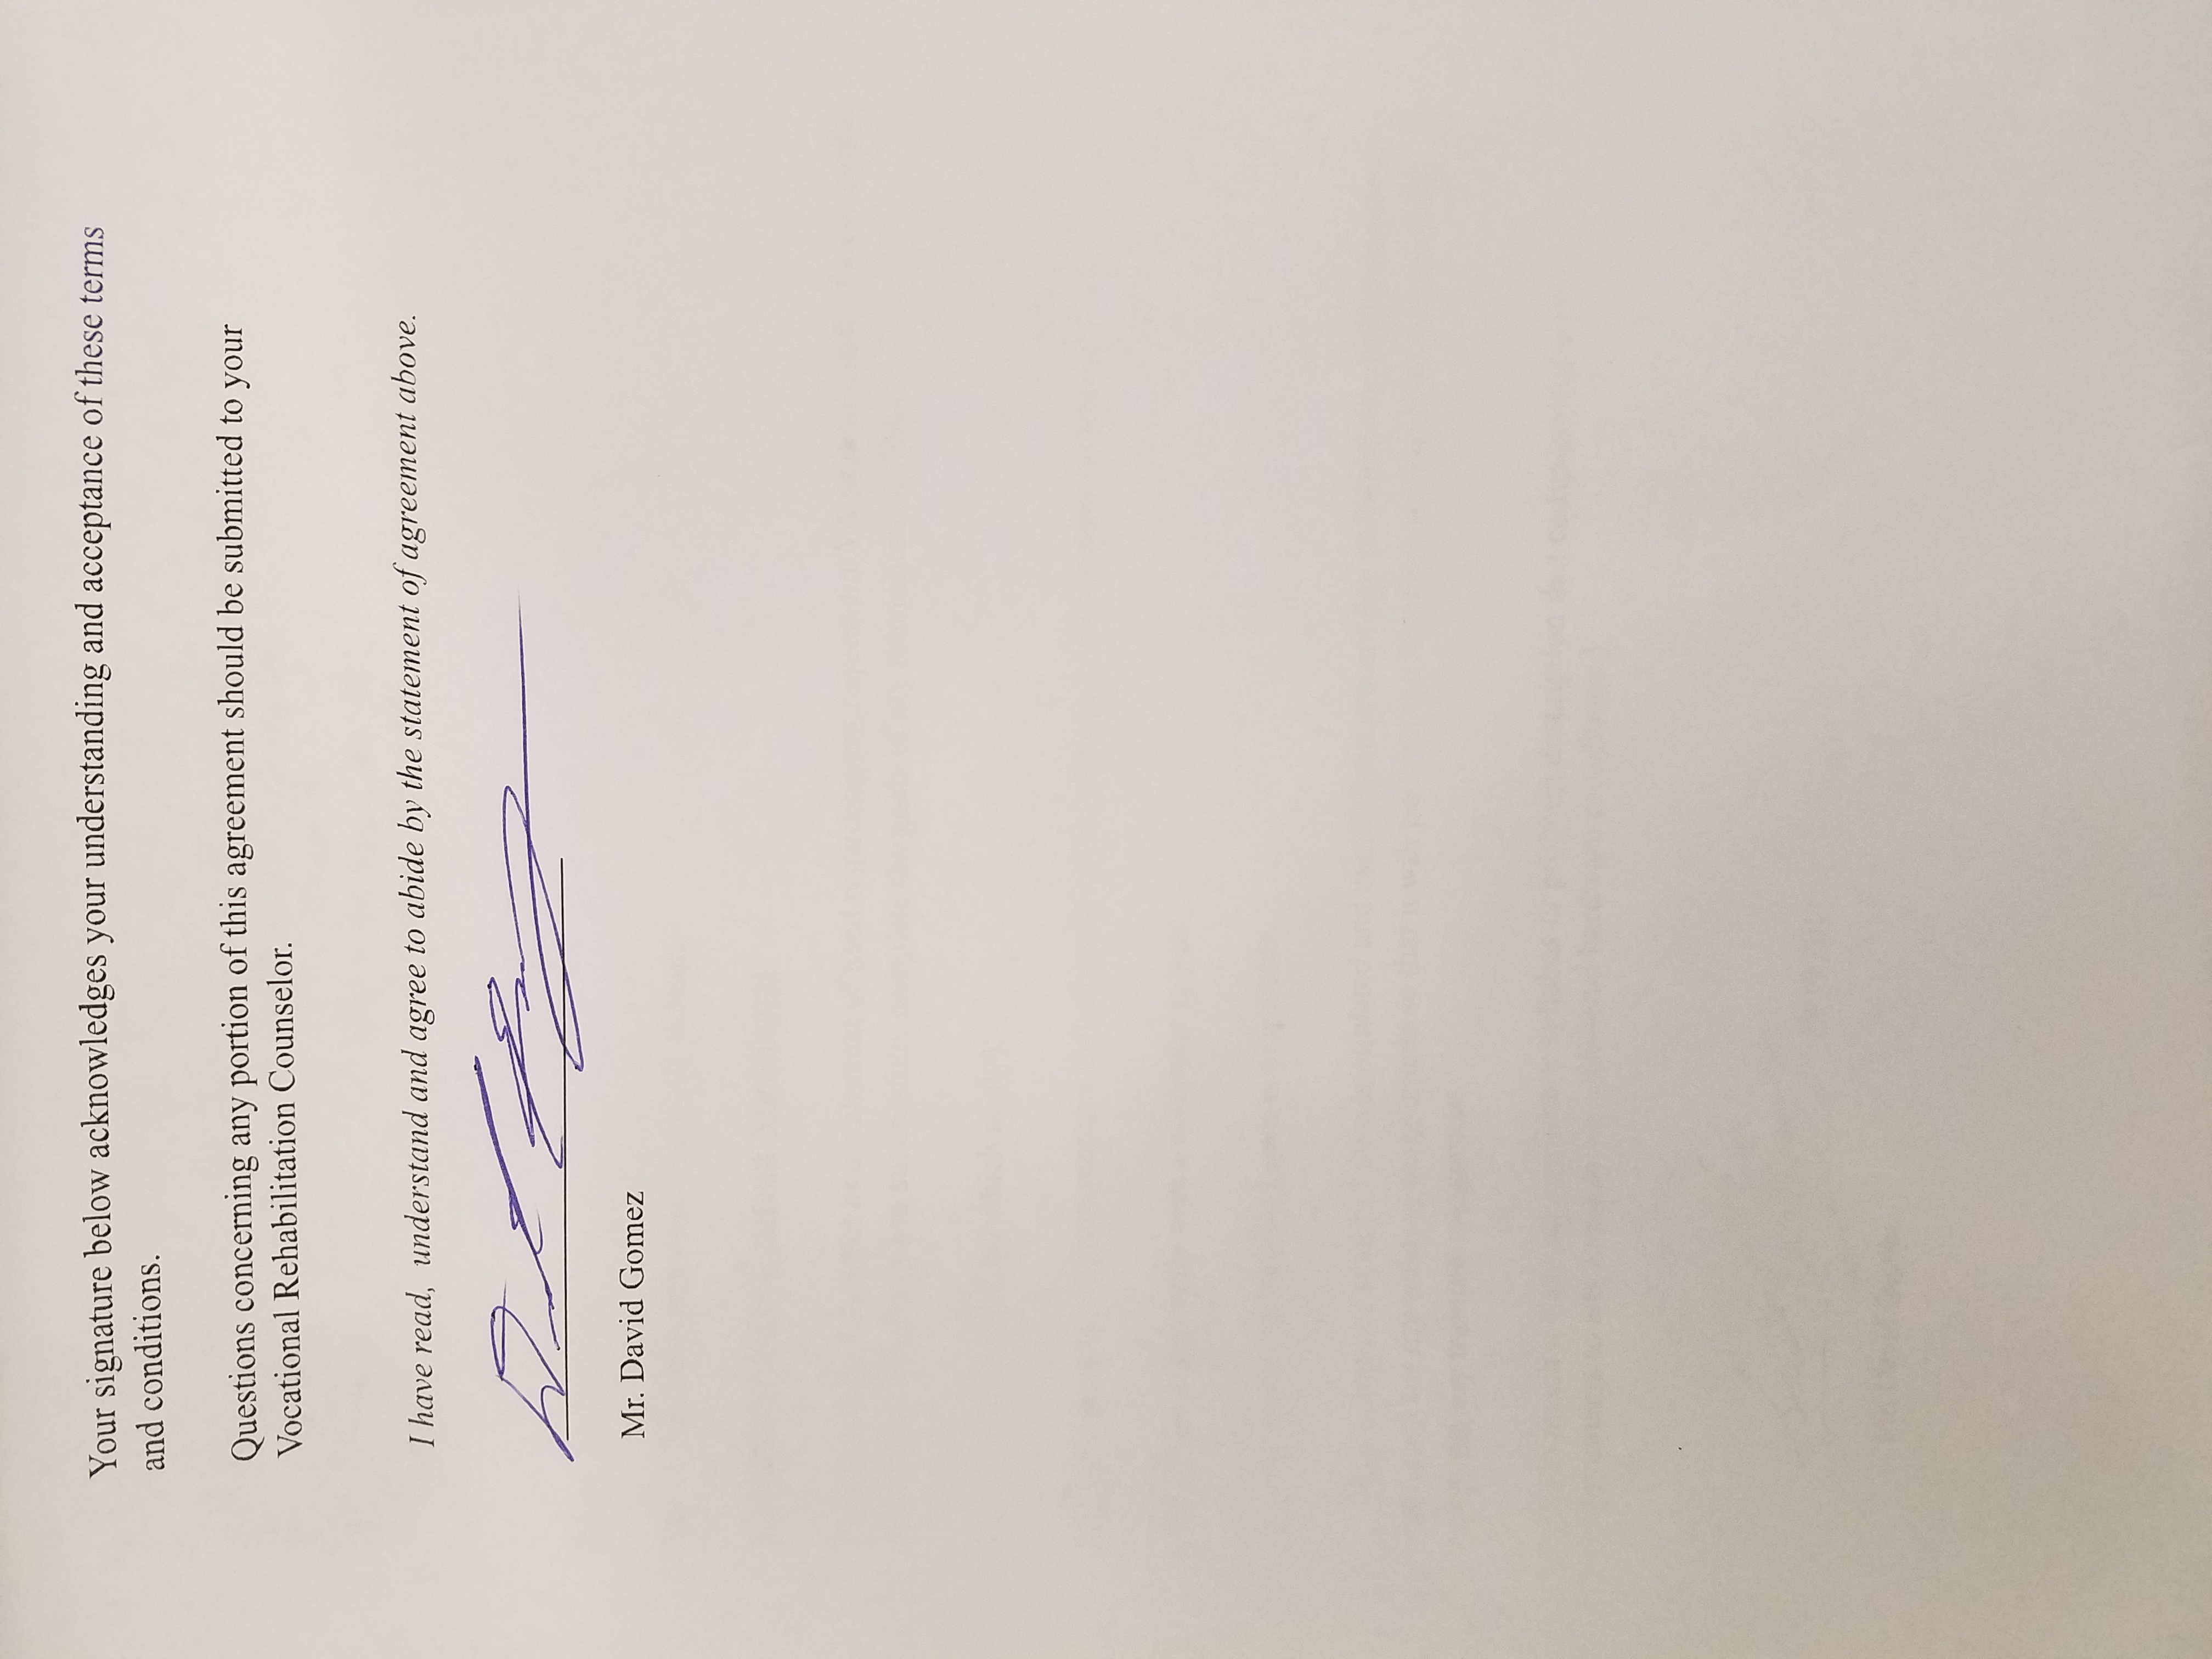 Your signature below acknowledges your understanding and acceptance of these terms
and conditions.
Questions concerning any portion of this agreement should be submitted to your
Vocational Rehabilitation Counselor.
I have read, understand and agree to abide by the statement of agreement above.
Mr. David Gomez